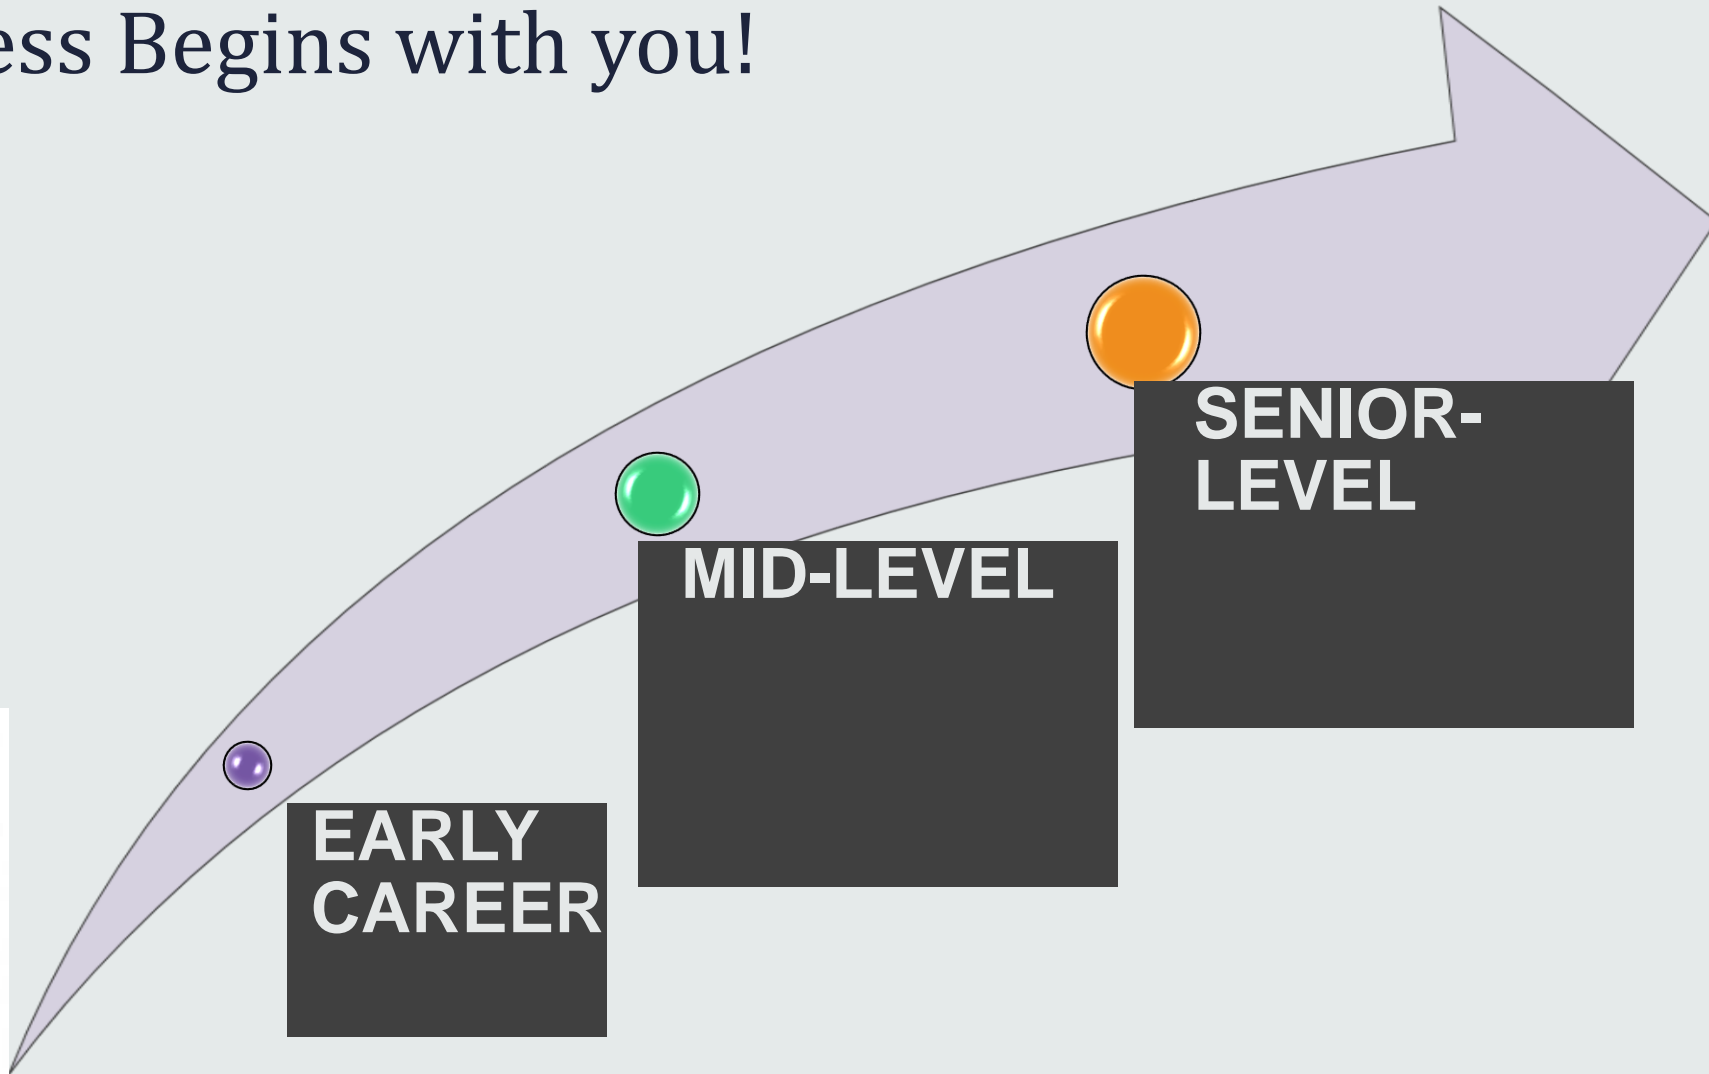 ess Begins with you!
SENIOR-
LEVEL
MID-LEVEL
EARLY
CAREER